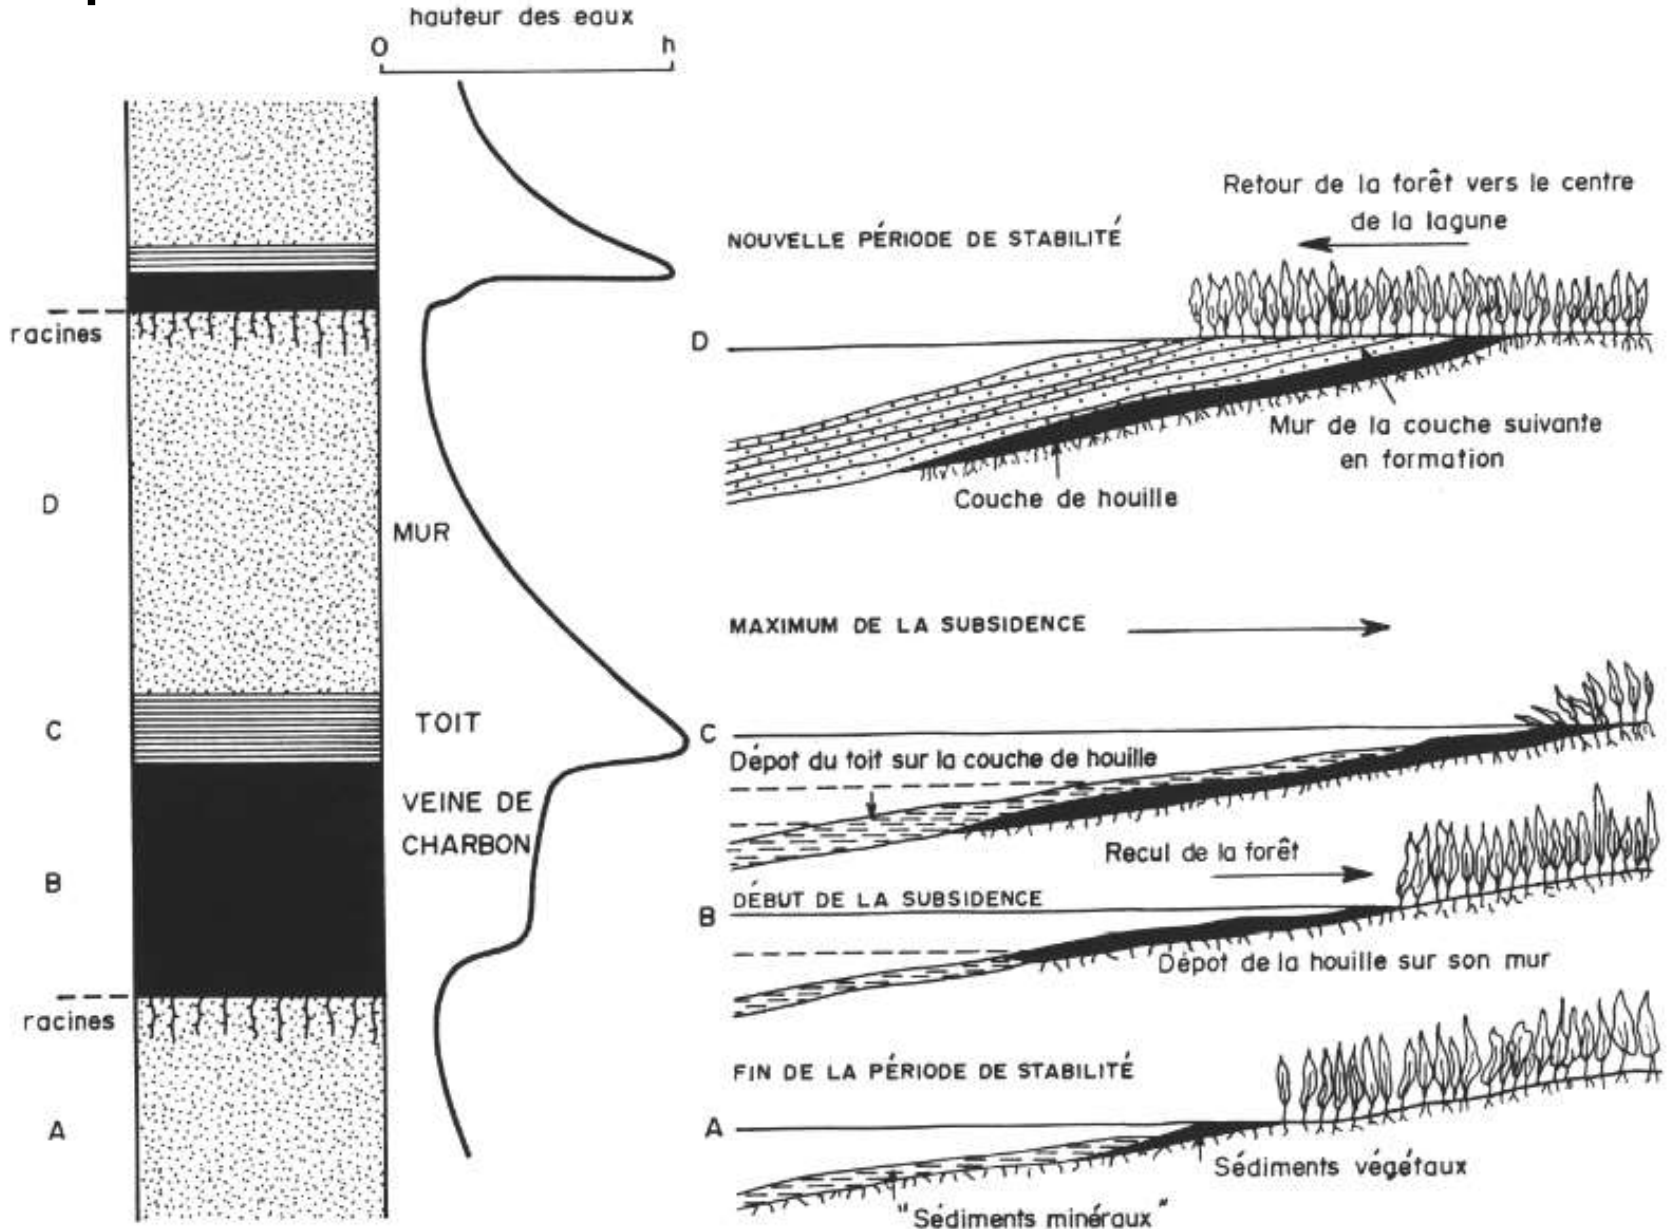 hauteur des eaux
O h
racines
D
MUR
C
TOIT
VEINE DE
CHARBON
B
racines
A
Retour de la forêt vers le centre
de la lagune
NOUVELLE PÉRIODE DE STABILITÉ
D
Mur de la couche suivante
en formation
Couche de houille
MAXIMUM DE LA SUBSIDENCE
C
Dépot du toit sur la couche de houille
Recul de la forêt
DÉBUT DE LA SUBSIDENCE
B
Dépot de la houille sur son mur
FIN DE LA PÉRIODE DE STABILITÉ
A
Sédiments végétaux
"Sédiments minéraux"